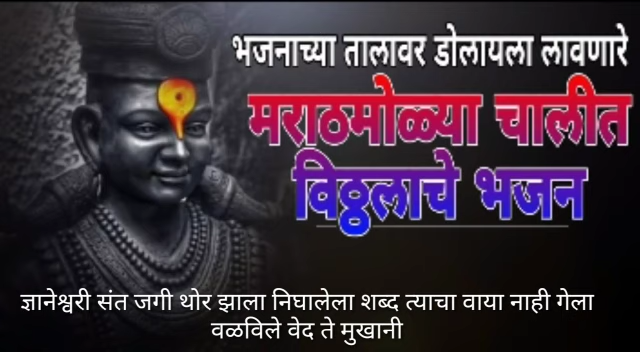 भजनाच्या तालावर डोलायला लावणारे
मराठमोळ्या चालीत
विठ्ठलाचे भजन
ज्ञानेश्वरी संत जगी थोर झाला निघालेला शब्द त्याचा वाया नाही गेला
वळविले वेद ते मुखानी